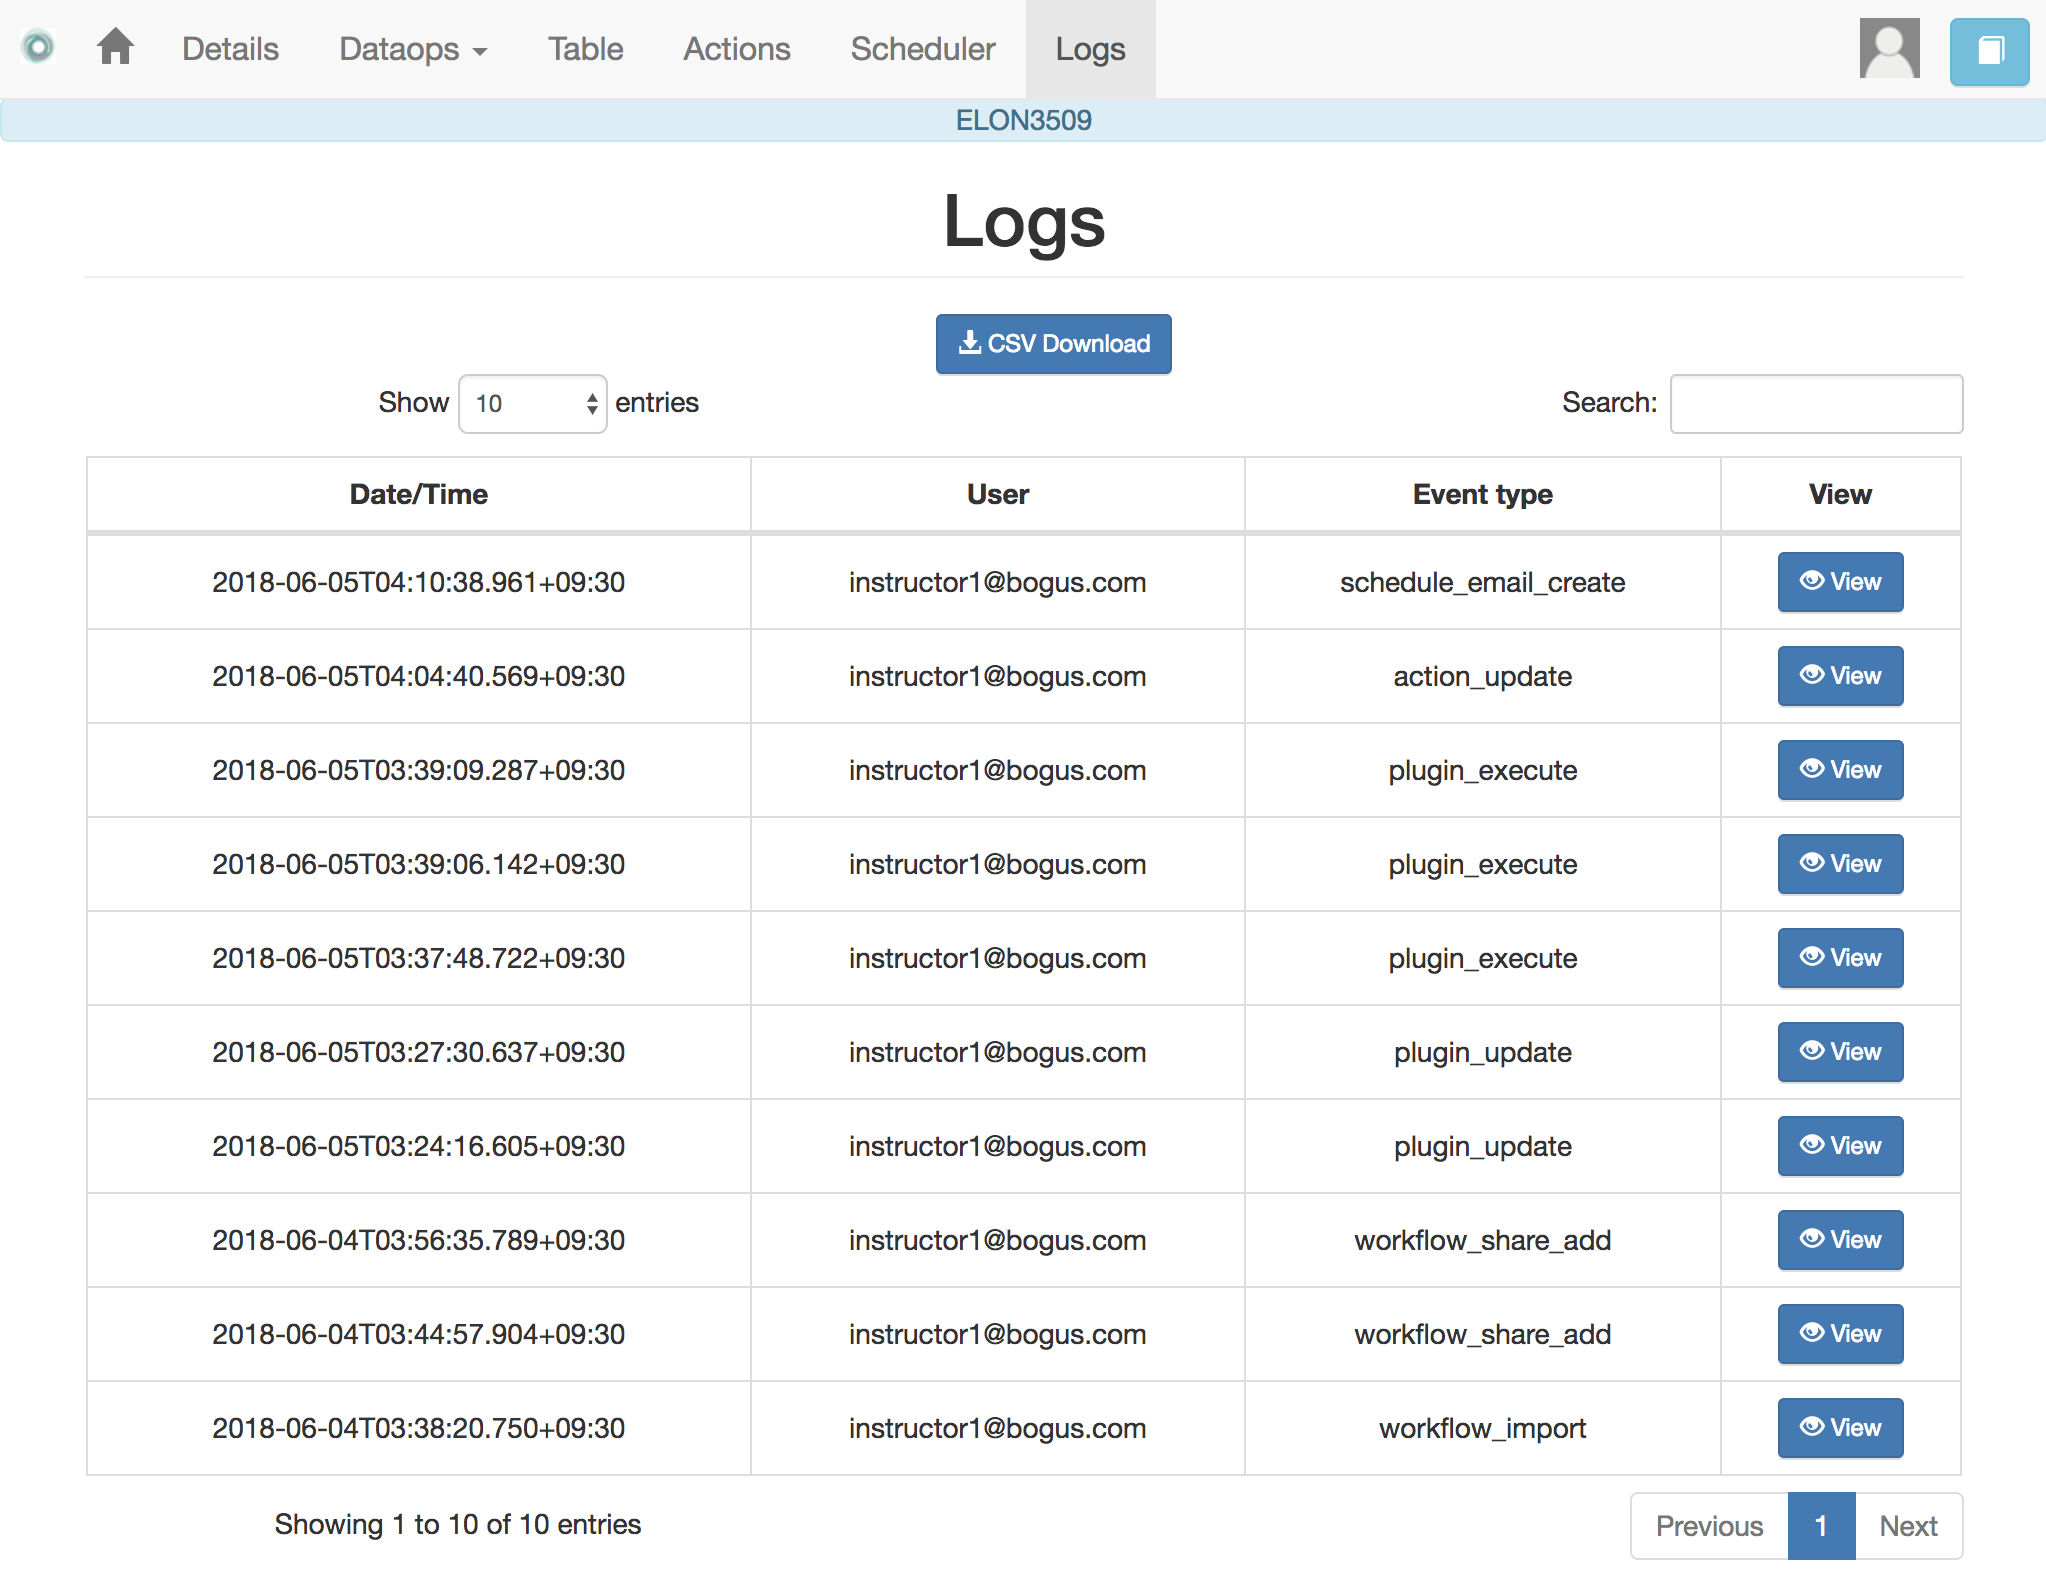 Details Dataops Table Actions Scheduler Logs
ELON3509
Logs
CSV Download
Show 10 entries Search:
Date/Time User Event type View
2018-06-05T04:10:38.961+09:30 instructor1@bogus.com schedule_email_create View
2018-06-05T04:04:40.569+09:30 instructor1@bogus.com action_update View
2018-06-05T03:39:09.287+09:30 instructor1@bogus.com plugin_execute View
2018-06-05T03:39:06.142+09:30 instructor1@bogus.com plugin_execute View
2018-06-05T03:37:48.722+09:30 instructor1@bogus.com plugin_execute View
2018-06-05T03:27:30.637+09:30 instructor1@bogus.com plugin_update View
2018-06-05T03:24:16.605+09:30 instructor1@bogus.com plugin_update View
2018-06-04T03:56:35.789+09:30 instructor1@bogus.com workflow_share_add View
2018-06-04T03:44:57.904+09:30 instructor1@bogus.com workflow_share_add View
2018-06-04T03:38:20.750+09:30 instructor1@bogus.com workflow_import View
Showing 1 to 10 of 10 entries Previous 1 Next